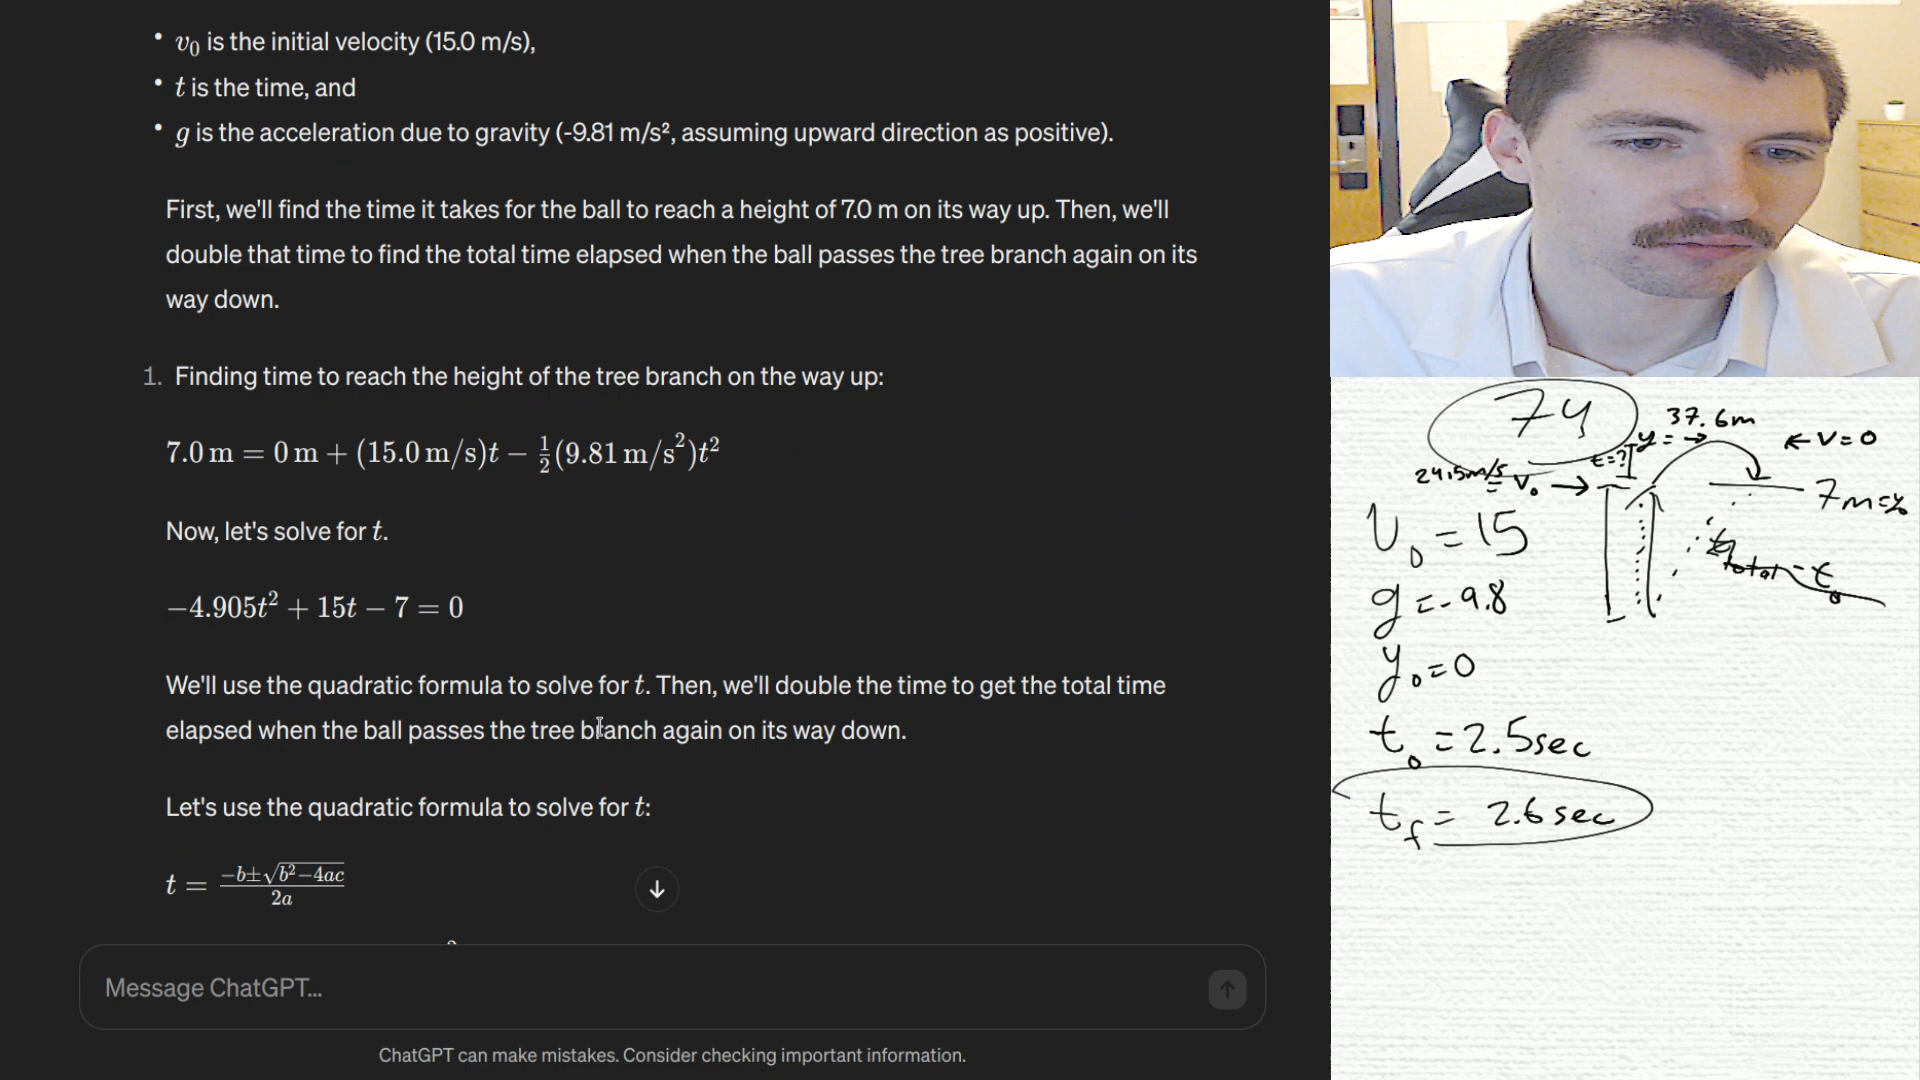 • v₀ is the initial velocity (15.0 m/s),
• t is the time, and
• g is the acceleration due to gravity (-9.81 m/s², assuming upward direction as positive).
First, we'll find the time it takes for the ball to reach a height of 7.0 m on its way up. Then, we'll
double that time to find the total time elapsed when the ball passes the tree branch again on its
way down.
1. Finding time to reach the height of the tree branch on the way up:
7.0 m = 0 m + (15.0 m/s)t − ½(9.81 m/s²)t²
Now, let's solve for t.
−4.905t² + 15t − 7 = 0
We'll use the quadratic formula to solve for t. Then, we'll double the time to get the total time
elapsed when the ball passes the tree branch again on its way down.
Let's use the quadratic formula to solve for t:
t = (−b±√(b²−4ac))/2a
Message ChatGPT...
ChatGPT can make mistakes. Consider checking important information.
74
37.6m
y = →
← v = 0
t = ?
24.5m/s = v₀ →
7m
v₀ = 15
total − t₀
g = -9.8
y₀ = 0
t₀ = 2.5sec
t_f = 2.6 sec